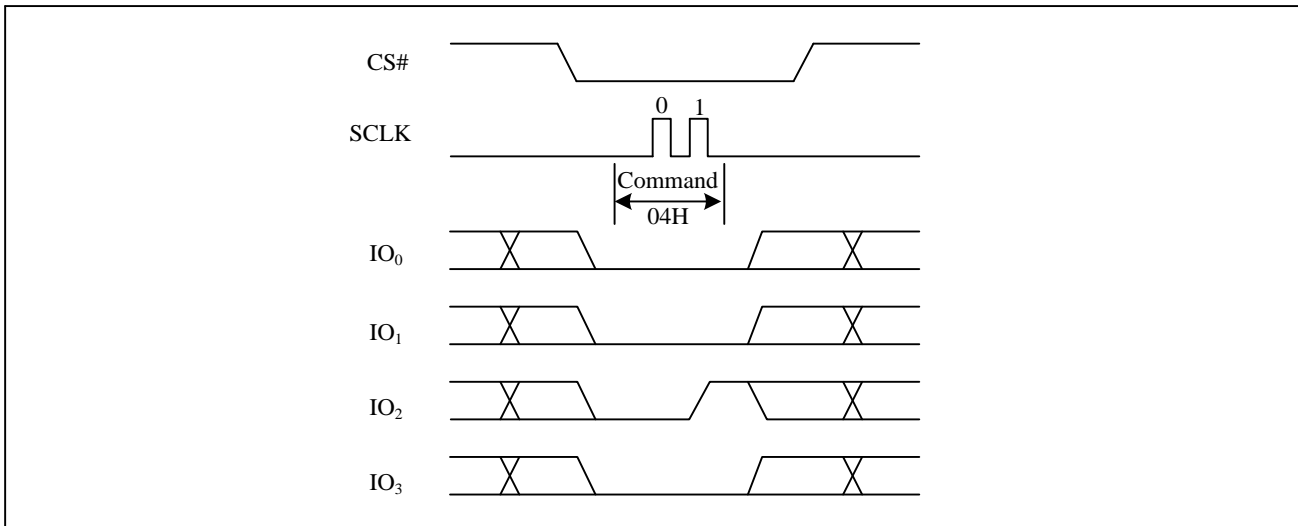 CS#
0 1
SCLK
Command
04H
IO₀
IO₁
IO₂
IO₃